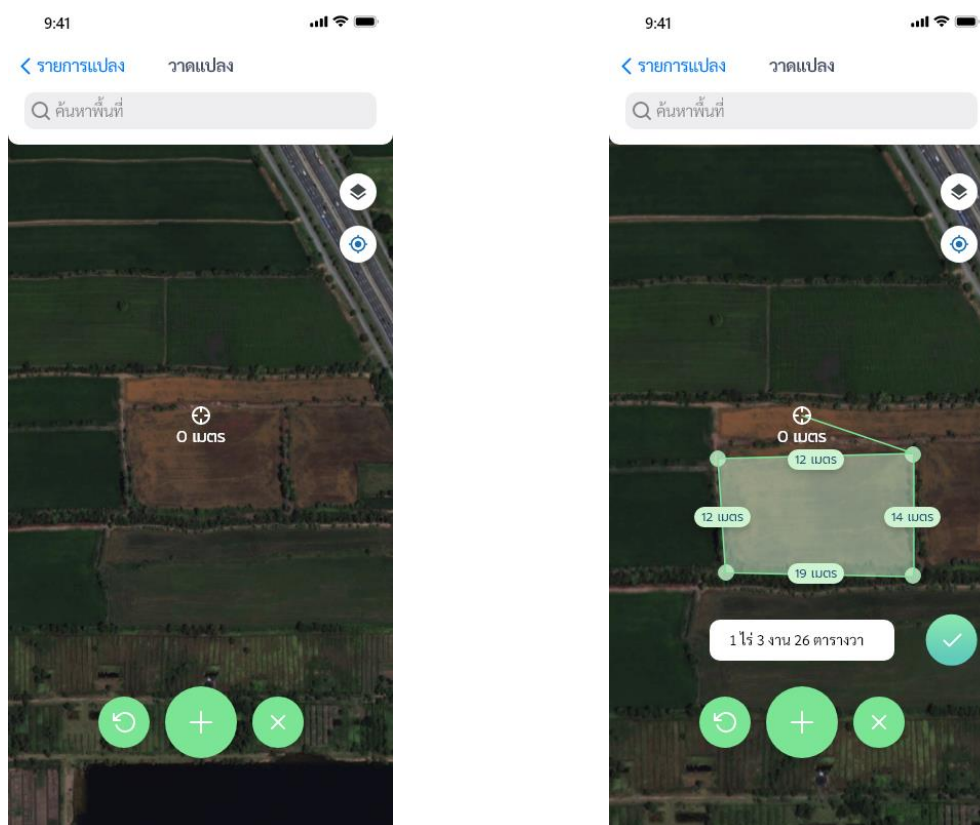 9:41
รายการแปลง วาดแปลง
ค้นหาพื้นที่
0 เมตร
9:41
รายการแปลง วาดแปลง
ค้นหาพื้นที่
0 เมตร
12 เมตร
12 เมตร 14 เมตร
19 เมตร
1 ไร่ 3 งาน 26 ตารางวา